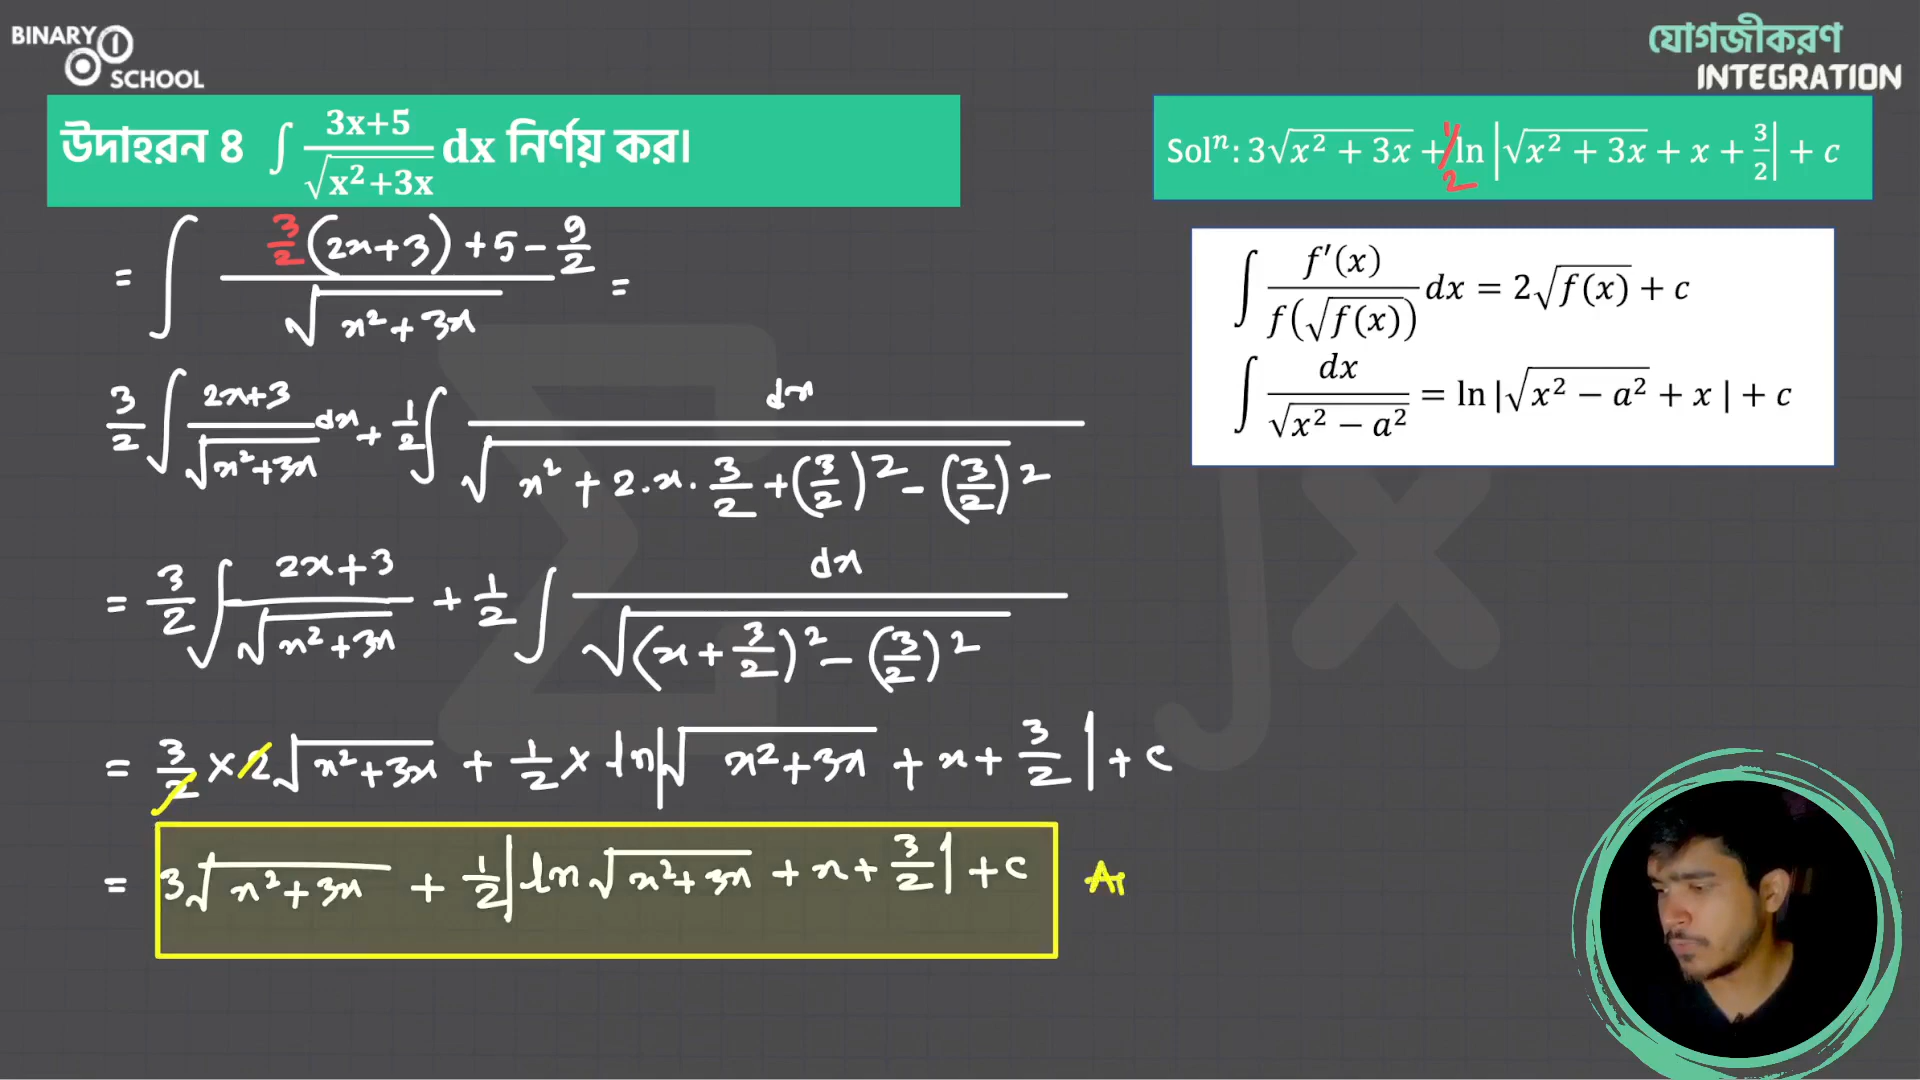 BINARY
SCHOOL
যোগজীকরণ
INTEGRATION
উদাহরন ৪ ∫ (3x+5)/√(x²+3x) dx নির্ণয় কর।
Solⁿ: 3√(x² + 3x) + 1/2 ln |√(x² + 3x) + x + 3/2| + c
∫ f′(x)/f(√f(x)) dx = 2√f(x) + c
∫ dx/√(x² − a²) = ln |√(x² − a²) + x | + c
= ∫ (3/2 (2x+3) + 5 − 9/2)/√(x²+3x) =
3/2 ∫ (2x+3)/√(x²+3x) dx + 1/2 ∫ dx/√(x² + 2.x. 3/2 + (3/2)² − (3/2)²)
= 3/2 ∫ (2x+3)/√(x²+3x) + 1/2 ∫ dx/√((x + 3/2)² − (3/2)²)
= 3/2 × 2√(x²+3x) + 1/2 × ln|√(x²+3x) + x + 3/2| + c
= 3√(x²+3x) + 1/2 |ln √(x²+3x) + x + 3/2| + c